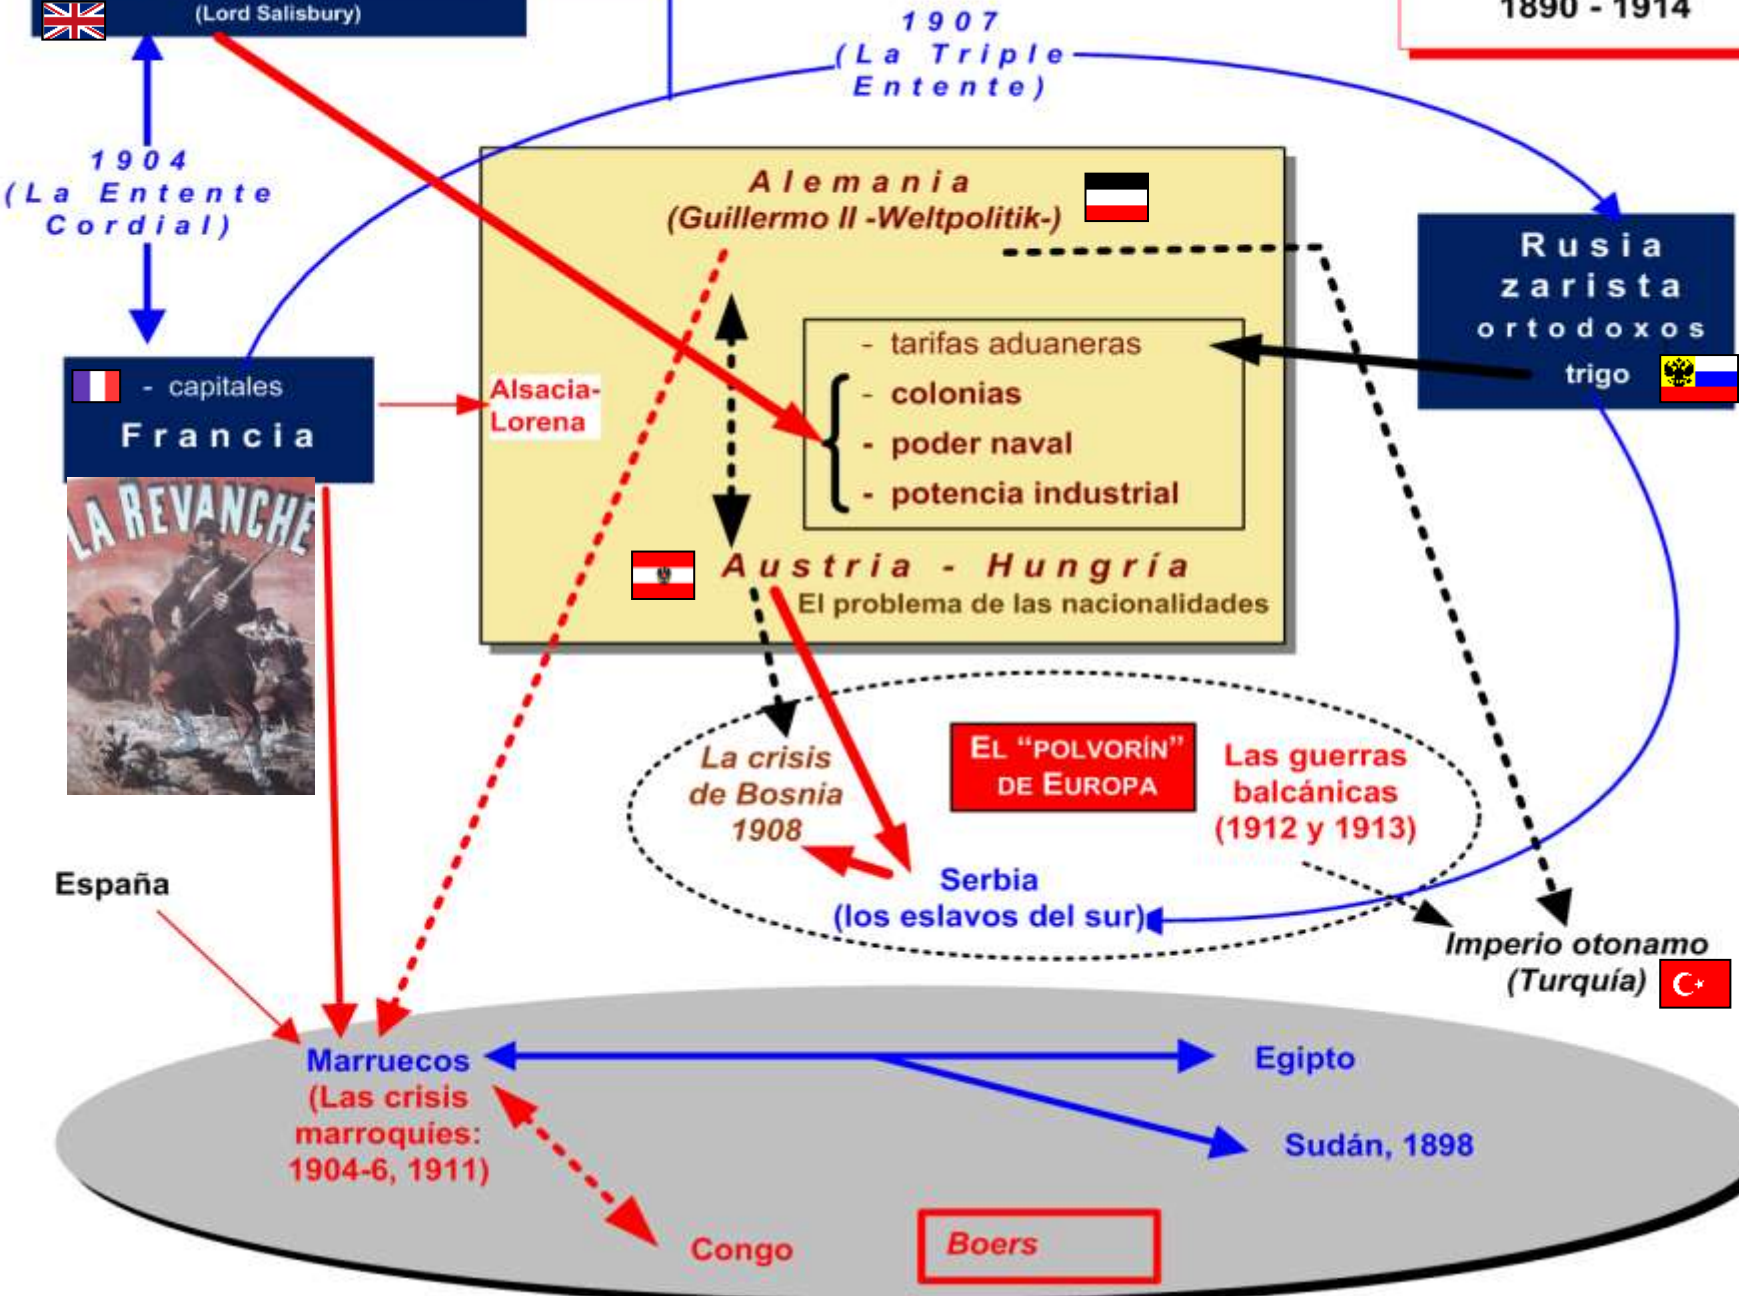 (Lord Salisbury)
1907
(La Triple
Entente)
1890 - 1914
1904
(La Entente
Cordial)
Alemania
(Guillermo II -Weltpolitik-)
Rusia
zarista
ortodoxos
trigo
- capitales
Francia
Alsacia-
Lorena
- tarifas aduaneras
- colonias
- poder naval
- potencia industrial
LA REVANCHE
Austria - Hungría
El problema de las nacionalidades
La crisis
de Bosnia
1908
EL “POLVORÍN”
DE EUROPA
Las guerras
balcánicas
(1912 y 1913)
España
Serbia
(los eslavos del sur)
Imperio otonamo
(Turquía)
Marruecos
(Las crisis
marroquíes:
1904-6, 1911)
Egipto
Sudán, 1898
Congo
Boers